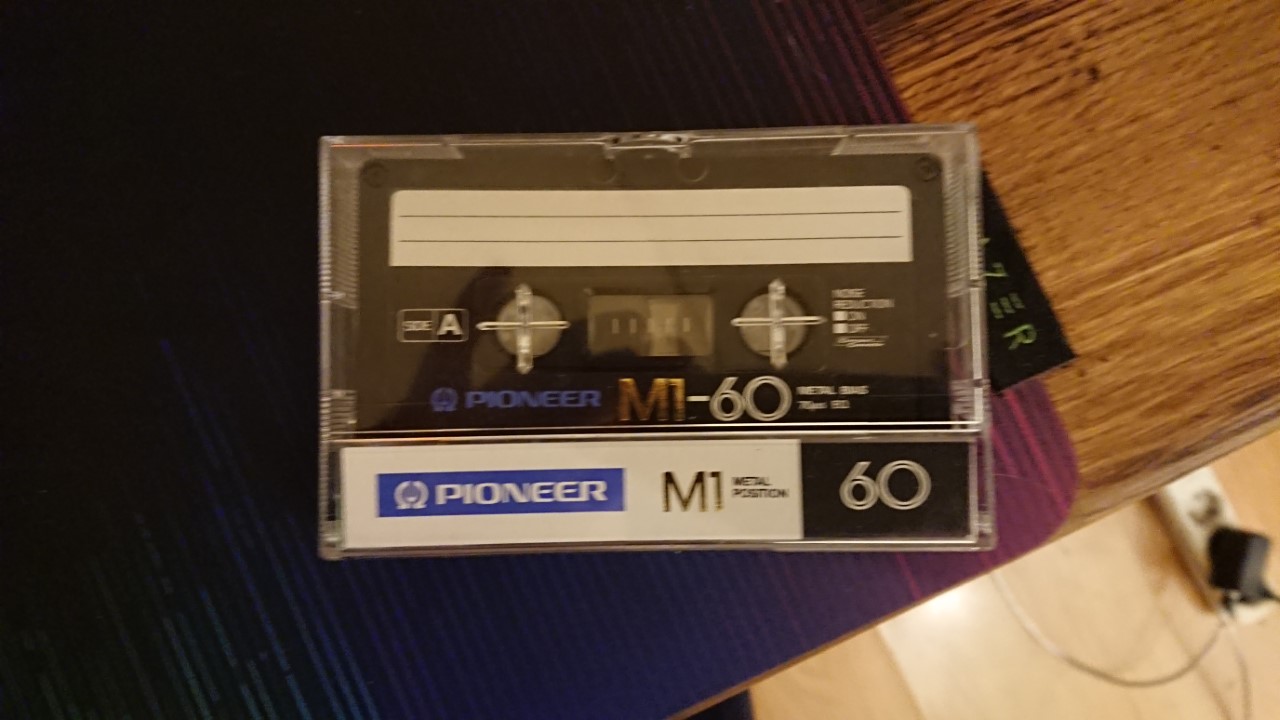 SIDE A
NOISE
REDUCTION
ON
OFF
PIONEER M1-60 METAL BIAS
PIONEER M1 METAL
POSITION
60